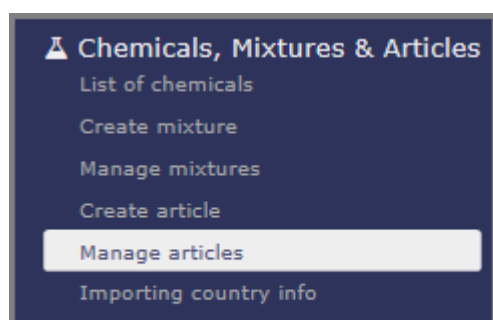 Chemicals, Mixtures & Articles
List of chemicals
Create mixture
Manage mixtures
Create article
Manage articles
Importing country info